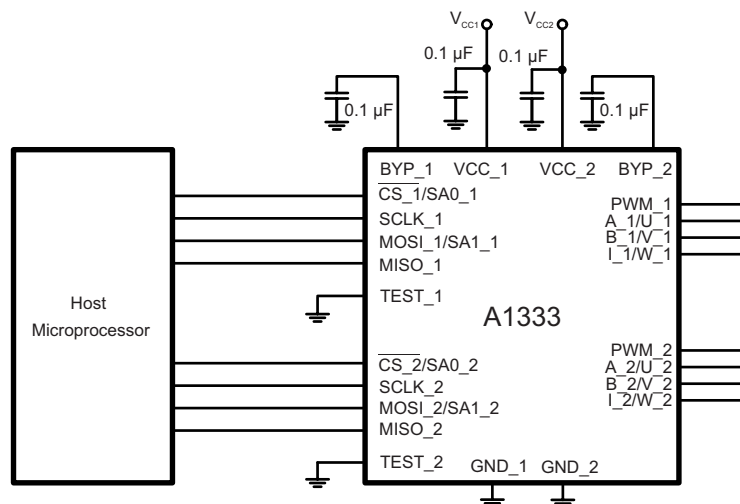 V CC1
V CC2
0.1 µF
0.1 µF
0.1 µF
0.1 µF
BYP_1
VCC_1
VCC_2
BYP_2
CS_1/SA0_1
SCLK_1
MOSI_1/SA1_1
MISO_1
TEST_1
PWM_1
A_1/U_1
B_1/V_1
I_1/W_1
Host
Microprocessor
A1333
CS_2/SA0_2
SCLK_2
MOSI_2/SA1_2
MISO_2
TEST_2
PWM_2
A_2/U_2
B_2/V_2
I_2/W_2
GND_1
GND_2